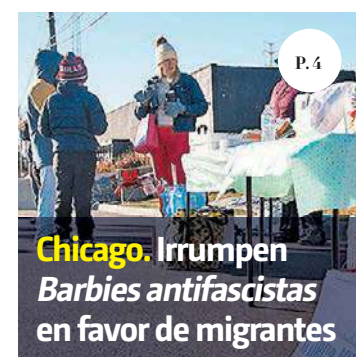 P. 4
Chicago. Irrumpen
Barbies antifascistas
en favor de migrantes